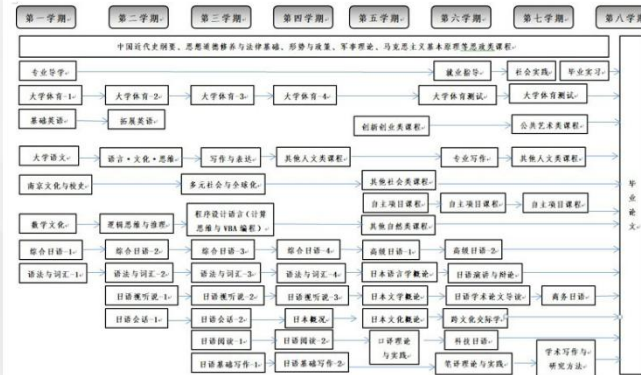 第一学期 第二学期 第三学期 第四学期 第五学期 第六学期 第七学期 第八学期
中国近代史纲要、思想道德修养与法律基础、形势与政策、军事理论、马克思主义基本原理等思政类课程
专业导学 就业指导 社会实践 毕业实习
大学体育-1 大学体育-2 大学体育-3 大学体育-4 大学体育测试 大学体育测试
基础英语 拓展英语 创新创业类课程 公共艺术类课程
大学语文 语言·文化·思维 写作与表达 其他人文类课程 专业写作 其他人文类课程
南京文化与校史 多元社会与全球化 其他社会类课程
自主项目课程 自主项目课程 自主项目课程
数学文化 逻辑思维与推理 程序设计语言（计算
思维与 VBA 编程） 其他自然类课程
综合日语-1 综合日语-2 综合日语-3 综合日语-4 高级日语-1 高级日语-2
语法与词汇-1 语法与词汇-2 语法与词汇-3 语法与词汇-4 日本语言学概论 日语演讲与辩论
日语视听说-1 日语视听说-2 日语视听说-3 日本文学概论 日语学术论文导读 商务日语
日语会话-1 日语会话-2 日本概况 日本文化概论 跨文化交际学
日语阅读-1 日语阅读-2 口译理论
与实践 科技日语
日语基础写作-1 日语基础写作-2 笔译理论与实践 学术写作与
研究方法
毕
业
论
文